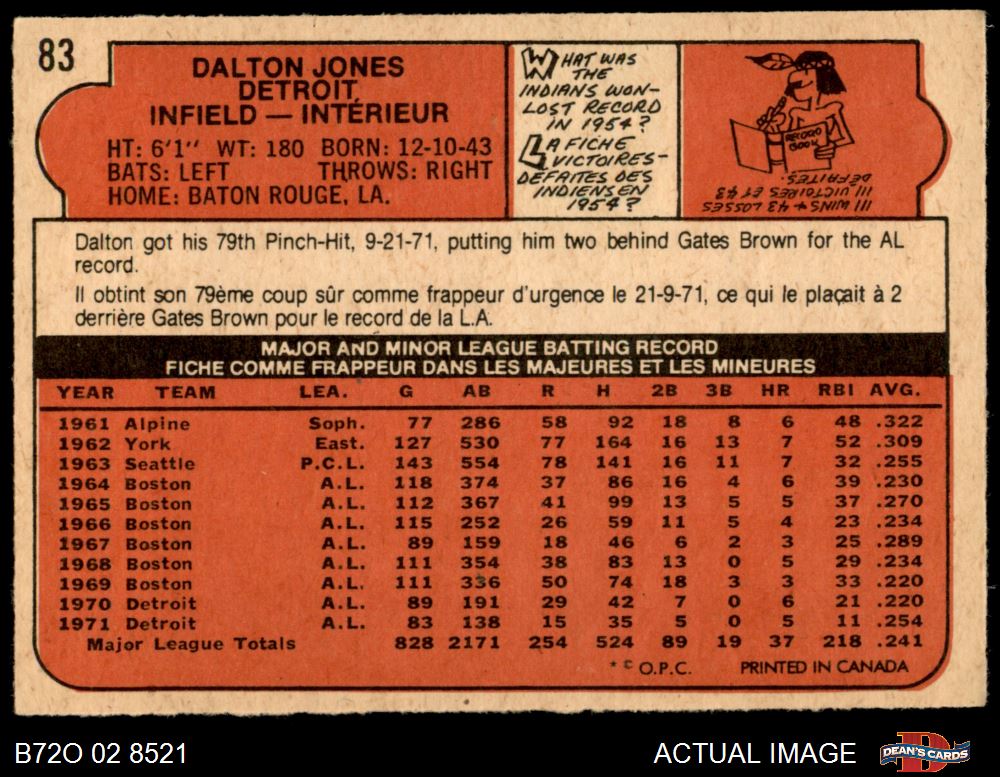 83
DALTON JONES
DETROIT
INFIELD — INTÉRIEUR
HT: 6'1" WT: 180 BORN: 12-10-43
BATS: LEFT THROWS: RIGHT
HOME: BATON ROUGE, LA.
WHAT WAS
THE
INDIANS WON-
LOST RECORD
IN 1954?
LA FICHE
VICTOIRES-
DÉFAITES DES
INDIENS EN
1954?
RECORD
BOOK
111 WINS & 43 LOSSES
111 VICTOIRES ET 43
DÉFAITES.
Dalton got his 79th Pinch-Hit, 9-21-71, putting him two behind Gates Brown for the AL
record.
Il obtint son 79ème coup sûr comme frappeur d'urgence le 21-9-71, ce qui le plaçait à 2
derrière Gates Brown pour le record de la L.A.
MAJOR AND MINOR LEAGUE BATTING RECORD
FICHE COMME FRAPPEUR DANS LES MAJEURES ET LES MINEURES
YEAR TEAM LEA. G AB R H 2B 3B HR RBI AVG.
1961 Alpine Soph. 77 286 58 92 18 8 6 48 .322
1962 York East. 127 530 77 164 16 13 7 52 .309
1963 Seattle P.C.L. 143 554 78 141 16 11 7 32 .255
1964 Boston A.L. 118 374 37 86 16 4 6 39 .230
1965 Boston A.L. 112 367 41 99 13 5 5 37 .270
1966 Boston A.L. 115 252 26 59 11 5 4 23 .234
1967 Boston A.L. 89 159 18 46 6 2 3 25 .289
1968 Boston A.L. 111 354 38 83 13 0 5 29 .234
1969 Boston A.L. 111 336 50 74 18 3 3 33 .220
1970 Detroit A.L. 89 191 29 42 7 0 6 21 .220
1971 Detroit A.L. 83 138 15 35 5 0 5 11 .254
Major League Totals 828 2171 254 524 89 19 37 218 .241
* © O.P.C. PRINTED IN CANADA
B72O 02 8521
ACTUAL IMAGE
DEAN'S CARDS